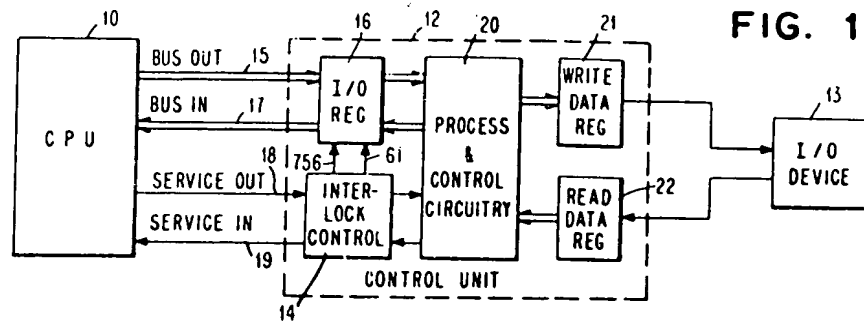 FIG. 1
10
CPU
BUS OUT
15
BUS IN
17
SERVICE OUT
18
SERVICE IN
19
12
16
I/O
REG
756
61
INTER-
LOCK
CONTROL
14
20
PROCESS
&
CONTROL
CIRCUITRY
21
WRITE
DATA
REG
READ
DATA
REG
22
CONTROL UNIT
13
I/O
DEVICE